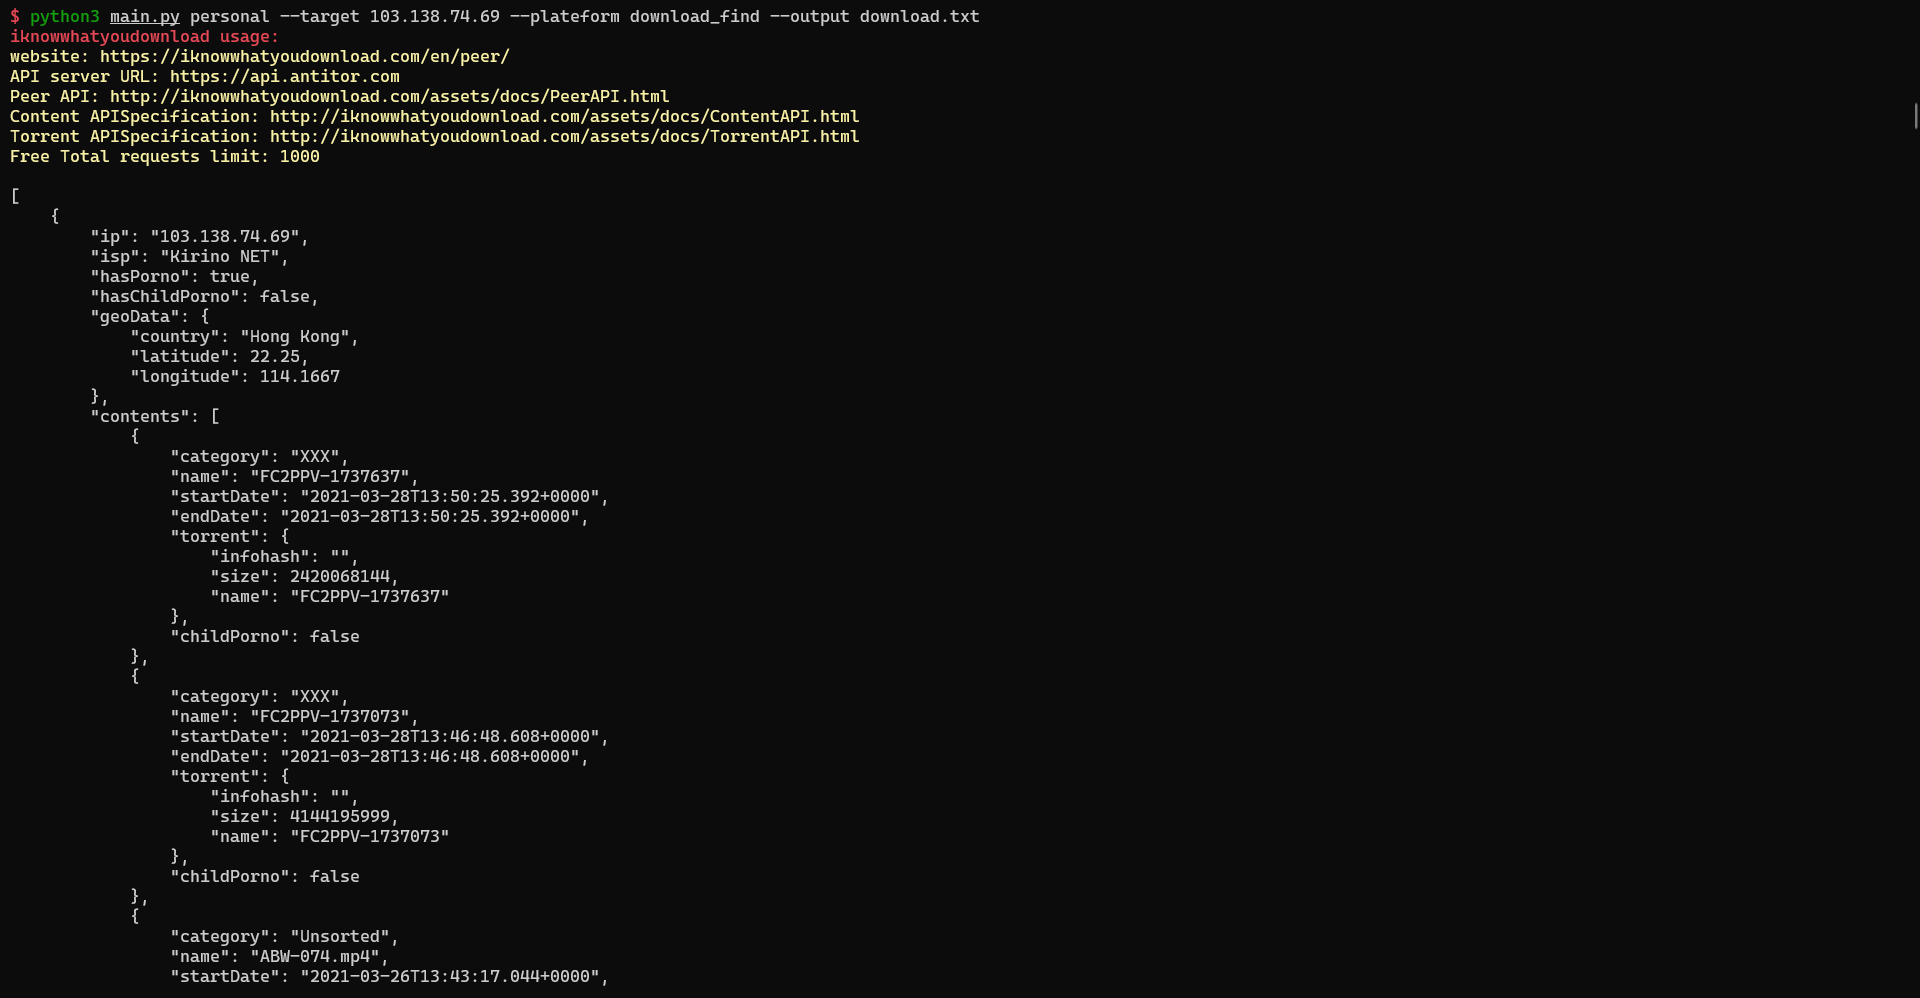 $ python3 main.py personal --target 103.138.74.69 --plateform download_find --output download.txt
iknowwhatyoudownload usage:
website: https://iknowwhatyoudownload.com/en/peer/
API server URL: https://api.antitor.com
Peer API: http://iknowwhatyoudownload.com/assets/docs/PeerAPI.html
Content APISpecification: http://iknowwhatyoudownload.com/assets/docs/ContentAPI.html
Torrent APISpecification: http://iknowwhatyoudownload.com/assets/docs/TorrentAPI.html
Free Total requests limit: 1000

[
    {
        "ip": "103.138.74.69",
        "isp": "Kirino NET",
        "hasPorno": true,
        "hasChildPorno": false,
        "geoData": {
            "country": "Hong Kong",
            "latitude": 22.25,
            "longitude": 114.1667
        },
        "contents": [
            {
                "category": "XXX",
                "name": "FC2PPV-1737637",
                "startDate": "2021-03-28T13:50:25.392+0000",
                "endDate": "2021-03-28T13:50:25.392+0000",
                "torrent": {
                    "infohash": "",
                    "size": 2420068144,
                    "name": "FC2PPV-1737637"
                },
                "childPorno": false
            },
            {
                "category": "XXX",
                "name": "FC2PPV-1737073",
                "startDate": "2021-03-28T13:46:48.608+0000",
                "endDate": "2021-03-28T13:46:48.608+0000",
                "torrent": {
                    "infohash": "",
                    "size": 4144195999,
                    "name": "FC2PPV-1737073"
                },
                "childPorno": false
            },
            {
                "category": "Unsorted",
                "name": "ABW-074.mp4",
                "startDate": "2021-03-26T13:43:17.044+0000",